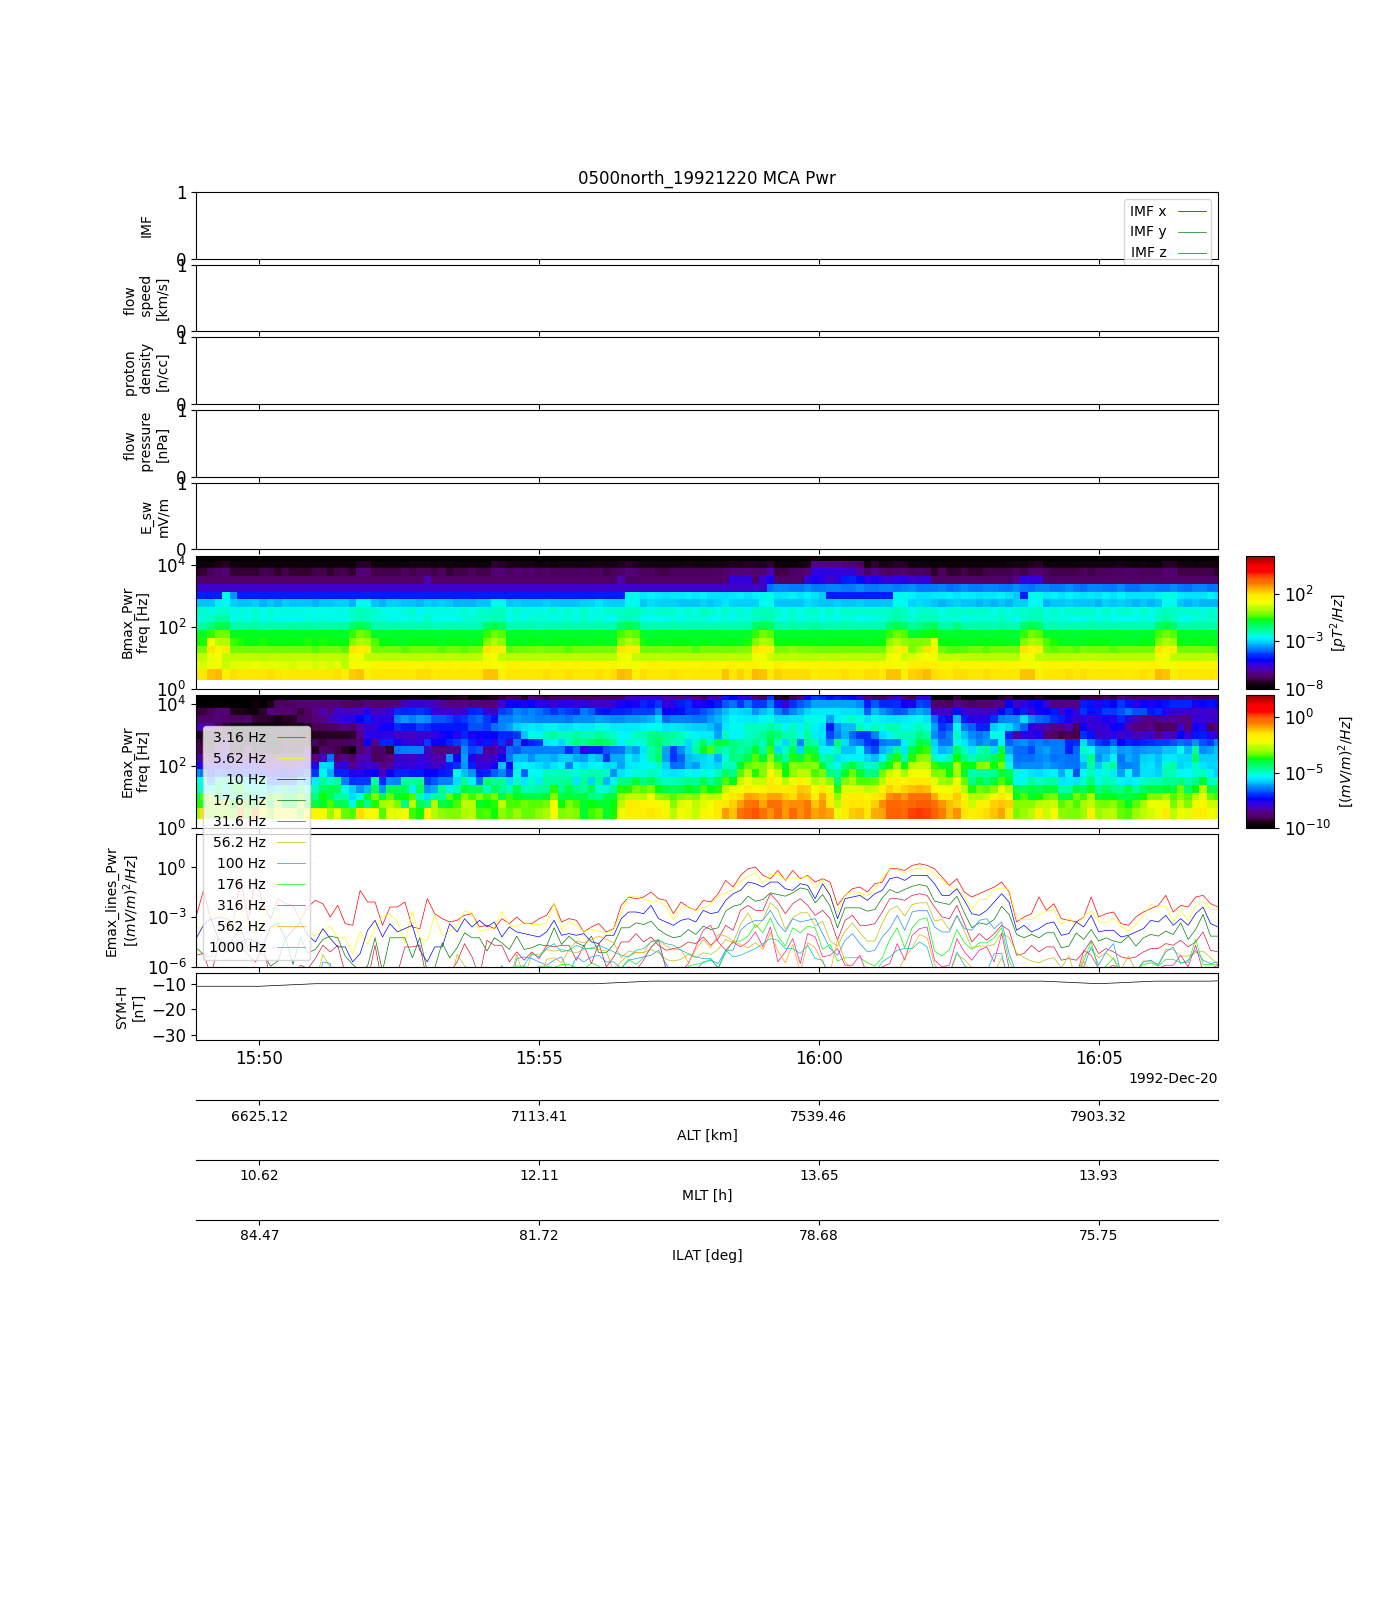 0500north_19921220 MCA Pwr
1
0
IMF
IMF x
IMF y
IMF z
1
0
flow
speed
[km/s]
1
0
proton
density
[n/cc]
1
0
flow
pressure
[nPa]
1
0
E_sw
mV/m
10^4
10^2
10^0
Bmax_Pwr
freq [Hz]
10^2
10^-3
10^-8
[pT^2/Hz]
10^4
10^2
10^0
Emax_Pwr
freq [Hz]
10^0
10^-5
10^-10
[(mV/m)^2/Hz]
3.16 Hz
5.62 Hz
10 Hz
17.6 Hz
31.6 Hz
56.2 Hz
100 Hz
176 Hz
316 Hz
562 Hz
1000 Hz
10^0
10^-3
10^-6
Emax_lines_Pwr
[(mV/m)^2/Hz]
−10
−20
−30
SYM-H
[nT]
15:50 15:55 16:00 16:05
1992-Dec-20
6625.12 7113.41 7539.46 7903.32
ALT [km]
10.62 12.11 13.65 13.93
MLT [h]
84.47 81.72 78.68 75.75
ILAT [deg]